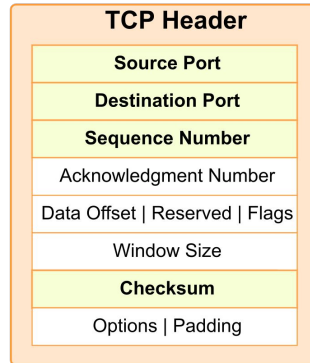 TCP Header
Source Port
Destination Port
Sequence Number
Acknowledgment Number
Data Offset | Reserved | Flags
Window Size
Checksum
Options | Padding